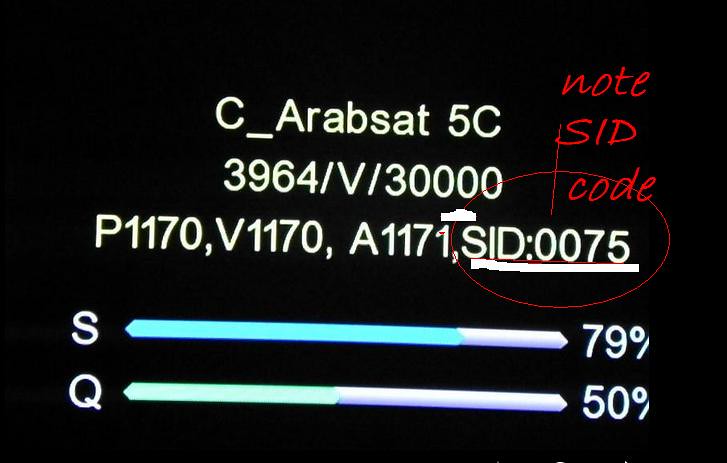 note
SID
code
C_Arabsat 5C
3964/V/30000
P1170,V1170, A1171,SID:0075
S 79%
Q 50%